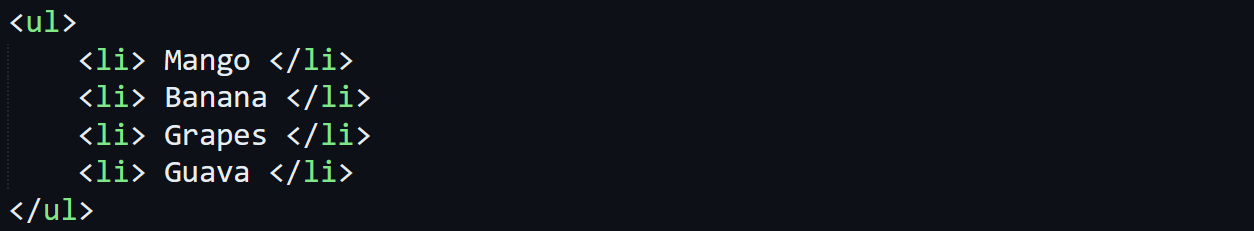 <ul>
    <li> Mango </li>
    <li> Banana </li>
    <li> Grapes </li>
    <li> Guava </li>
</ul>